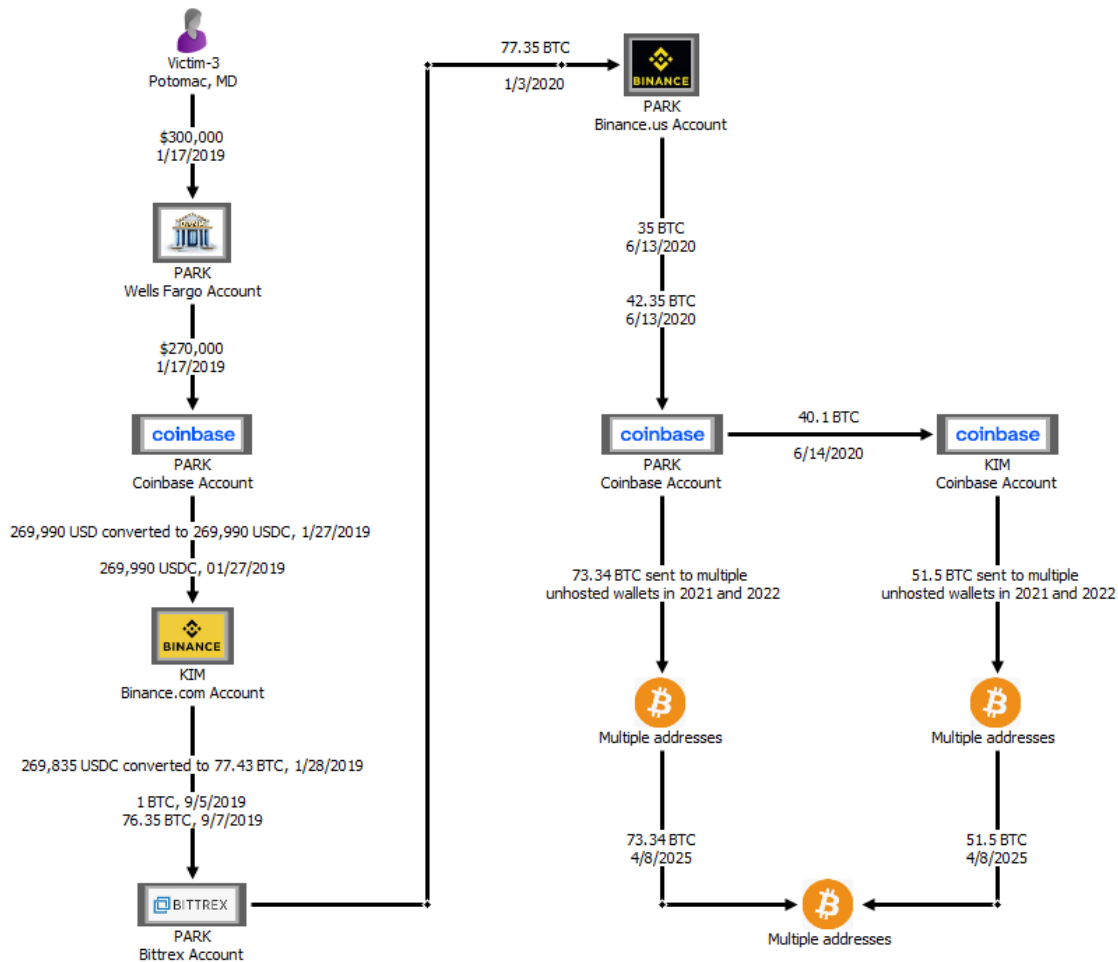 Victim-3
Potomac, MD
$300,000
1/17/2019
PARK
Wells Fargo Account
$270,000
1/17/2019
coinbase
PARK
Coinbase Account
269,990 USD converted to 269,990 USDC, 1/27/2019
269,990 USDC, 01/27/2019
BINANCE
KIM
Binance.com Account
269,835 USDC converted to 77.43 BTC, 1/28/2019
1 BTC, 9/5/2019
76.35 BTC, 9/7/2019
BITTREX
PARK
Bittrex Account
77.35 BTC
1/3/2020
BINANCE
PARK
Binance.us Account
35 BTC
6/13/2020
42.35 BTC
6/13/2020
coinbase
PARK
Coinbase Account
40.1 BTC
6/14/2020
coinbase
KIM
Coinbase Account
73.34 BTC sent to multiple
unhosted wallets in 2021 and 2022
51.5 BTC sent to multiple
unhosted wallets in 2021 and 2022
Multiple addresses
Multiple addresses
73.34 BTC
4/8/2025
51.5 BTC
4/8/2025
Multiple addresses